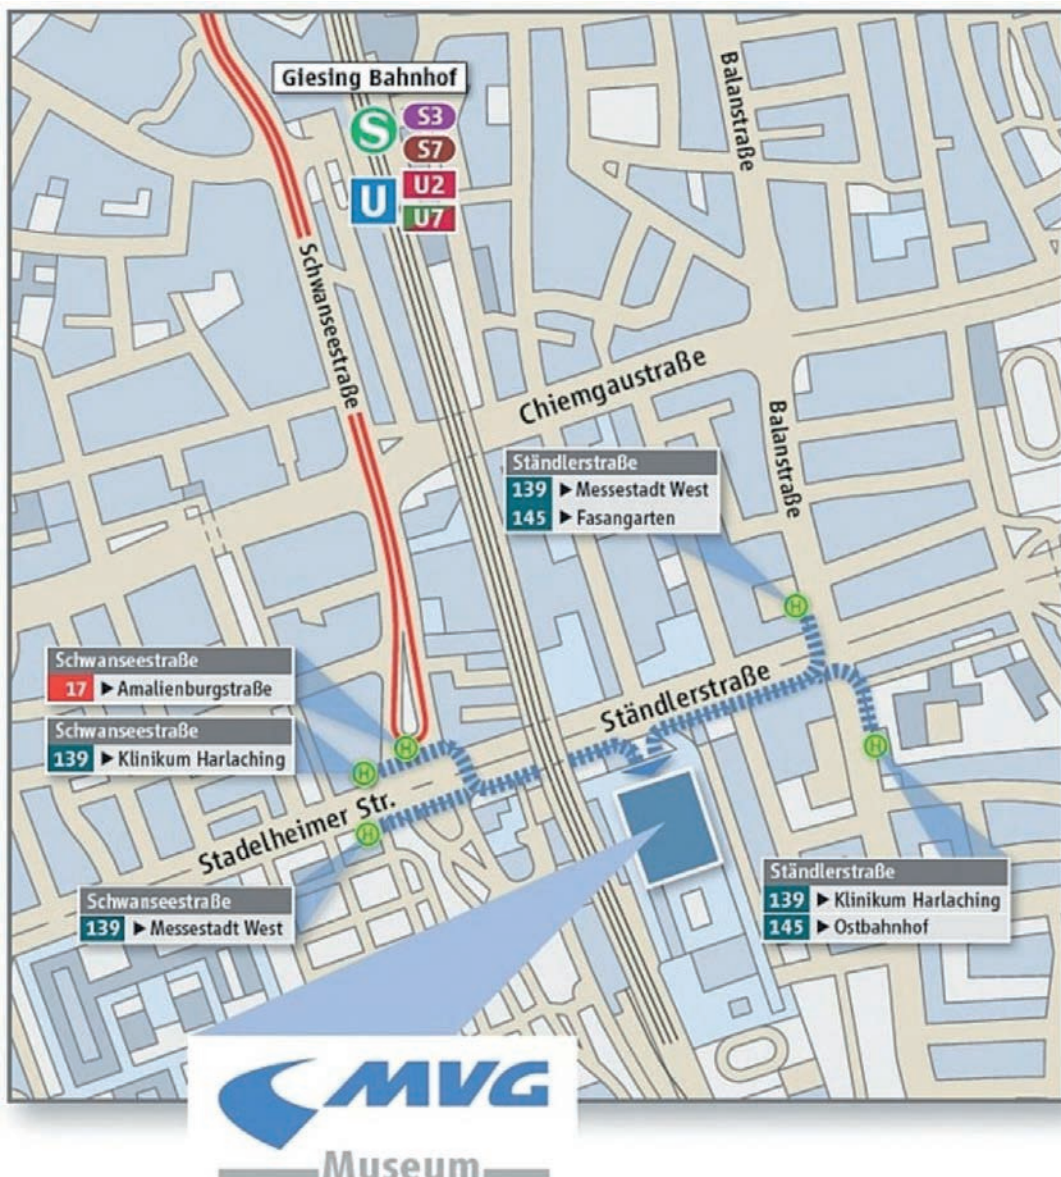 Giesing Bahnhof
S
S3
S7
U
U2
U7
Balanstraße
Schwanseestraße
Chiemgaustraße
Balanstraße
Ständlerstraße
139 ▶ Messestadt West
145 ▶ Fasangarten
H
Schwanseestraße
17 ▶ Amalienburgstraße
Ständlerstraße
Schwanseestraße
139 ▶ Klinikum Harlaching
H
H
H
Stadelheimer Str.
H
Schwanseestraße
139 ▶ Messestadt West
Ständlerstraße
139 ▶ Klinikum Harlaching
145 ▶ Ostbahnhof
MVG
Museum